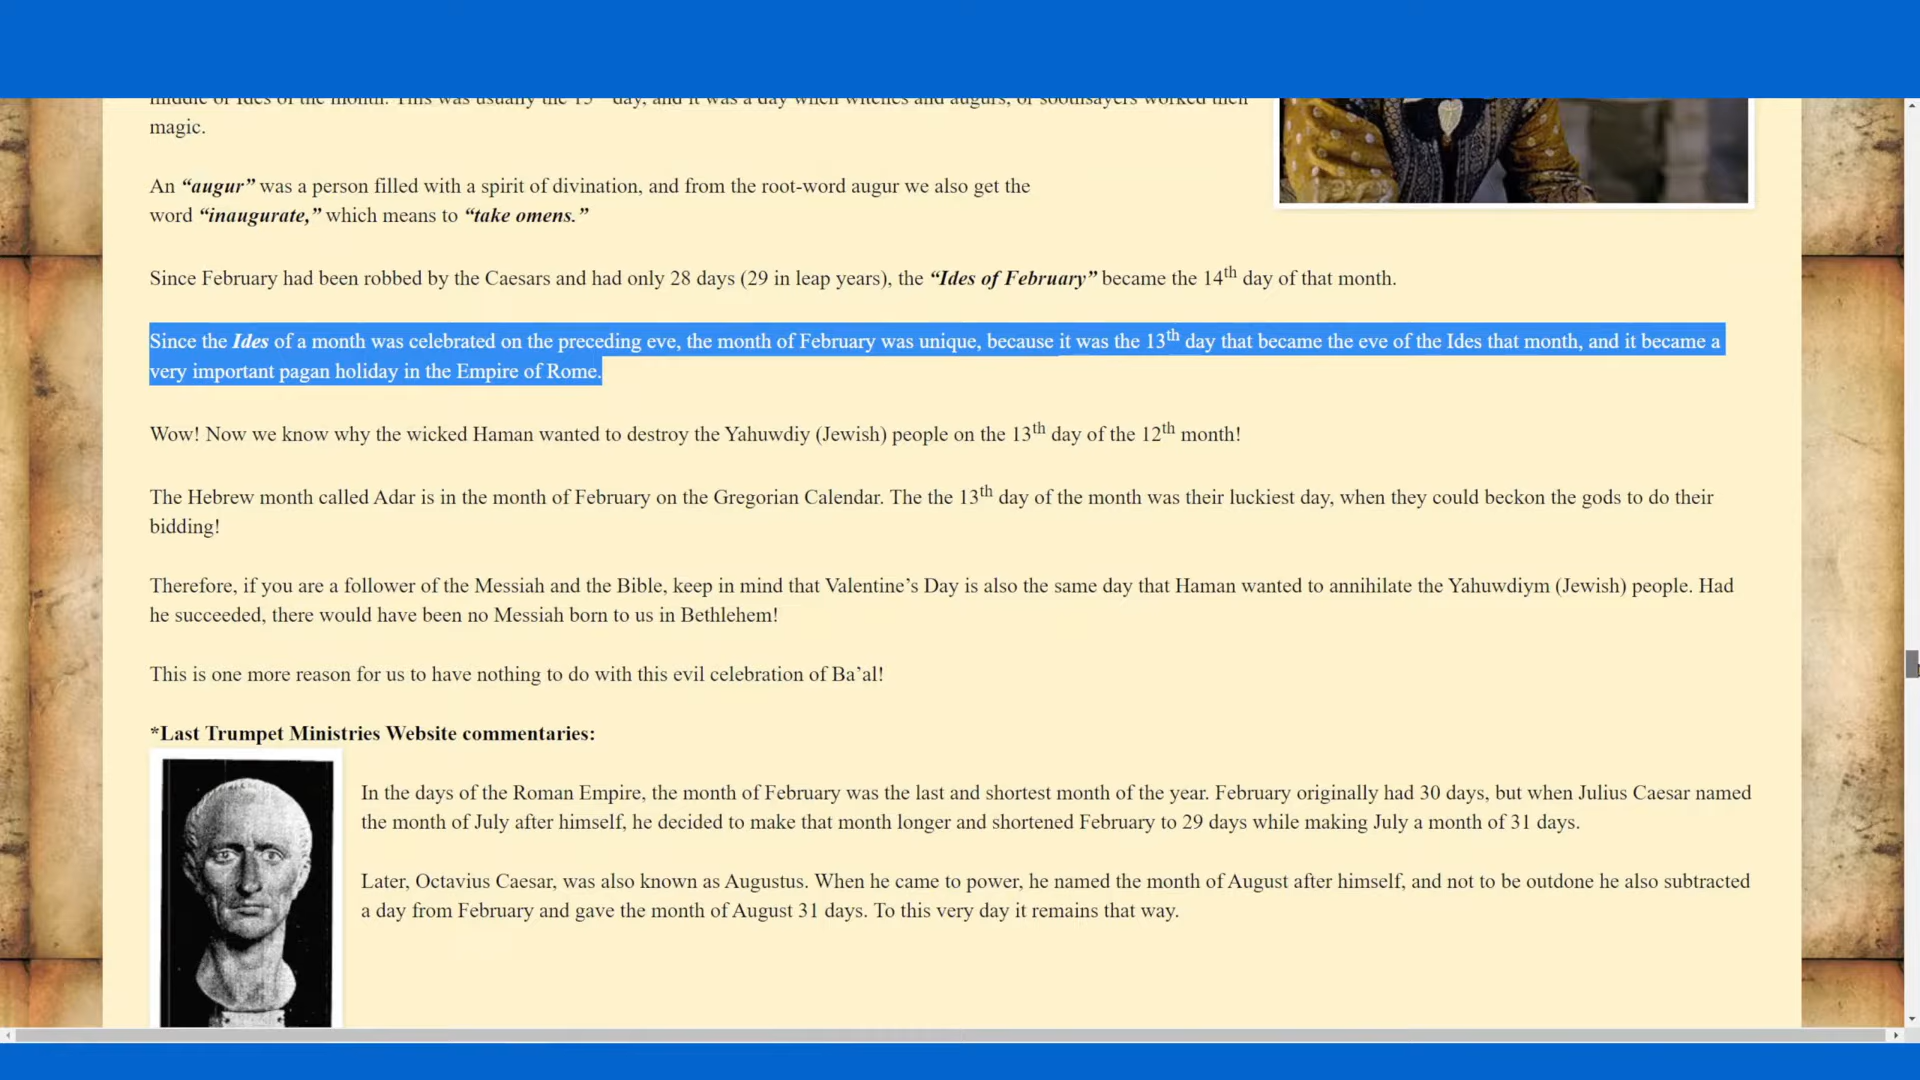 middle of Ides of the month. This was usually the 15th day, and it was a day when witches and augurs, or soothsayers worked their
magic.
An “augur” was a person filled with a spirit of divination, and from the root-word augur we also get the
word “inaugurate,” which means to “take omens.”
Since February had been robbed by the Caesars and had only 28 days (29 in leap years), the “Ides of February” became the 14th day of that month.
Since the Ides of a month was celebrated on the preceding eve, the month of February was unique, because it was the 13th day that became the eve of the Ides that month, and it became a
very important pagan holiday in the Empire of Rome.
Wow! Now we know why the wicked Haman wanted to destroy the Yahuwdiy (Jewish) people on the 13th day of the 12th month!
The Hebrew month called Adar is in the month of February on the Gregorian Calendar. The the 13th day of the month was their luckiest day, when they could beckon the gods to do their
bidding!
Therefore, if you are a follower of the Messiah and the Bible, keep in mind that Valentine’s Day is also the same day that Haman wanted to annihilate the Yahuwdiym (Jewish) people. Had
he succeeded, there would have been no Messiah born to us in Bethlehem!
This is one more reason for us to have nothing to do with this evil celebration of Ba’al!
*Last Trumpet Ministries Website commentaries:
In the days of the Roman Empire, the month of February was the last and shortest month of the year. February originally had 30 days, but when Julius Caesar named
the month of July after himself, he decided to make that month longer and shortened February to 29 days while making July a month of 31 days.
Later, Octavius Caesar, was also known as Augustus. When he came to power, he named the month of August after himself, and not to be outdone he also subtracted
a day from February and gave the month of August 31 days. To this very day it remains that way.